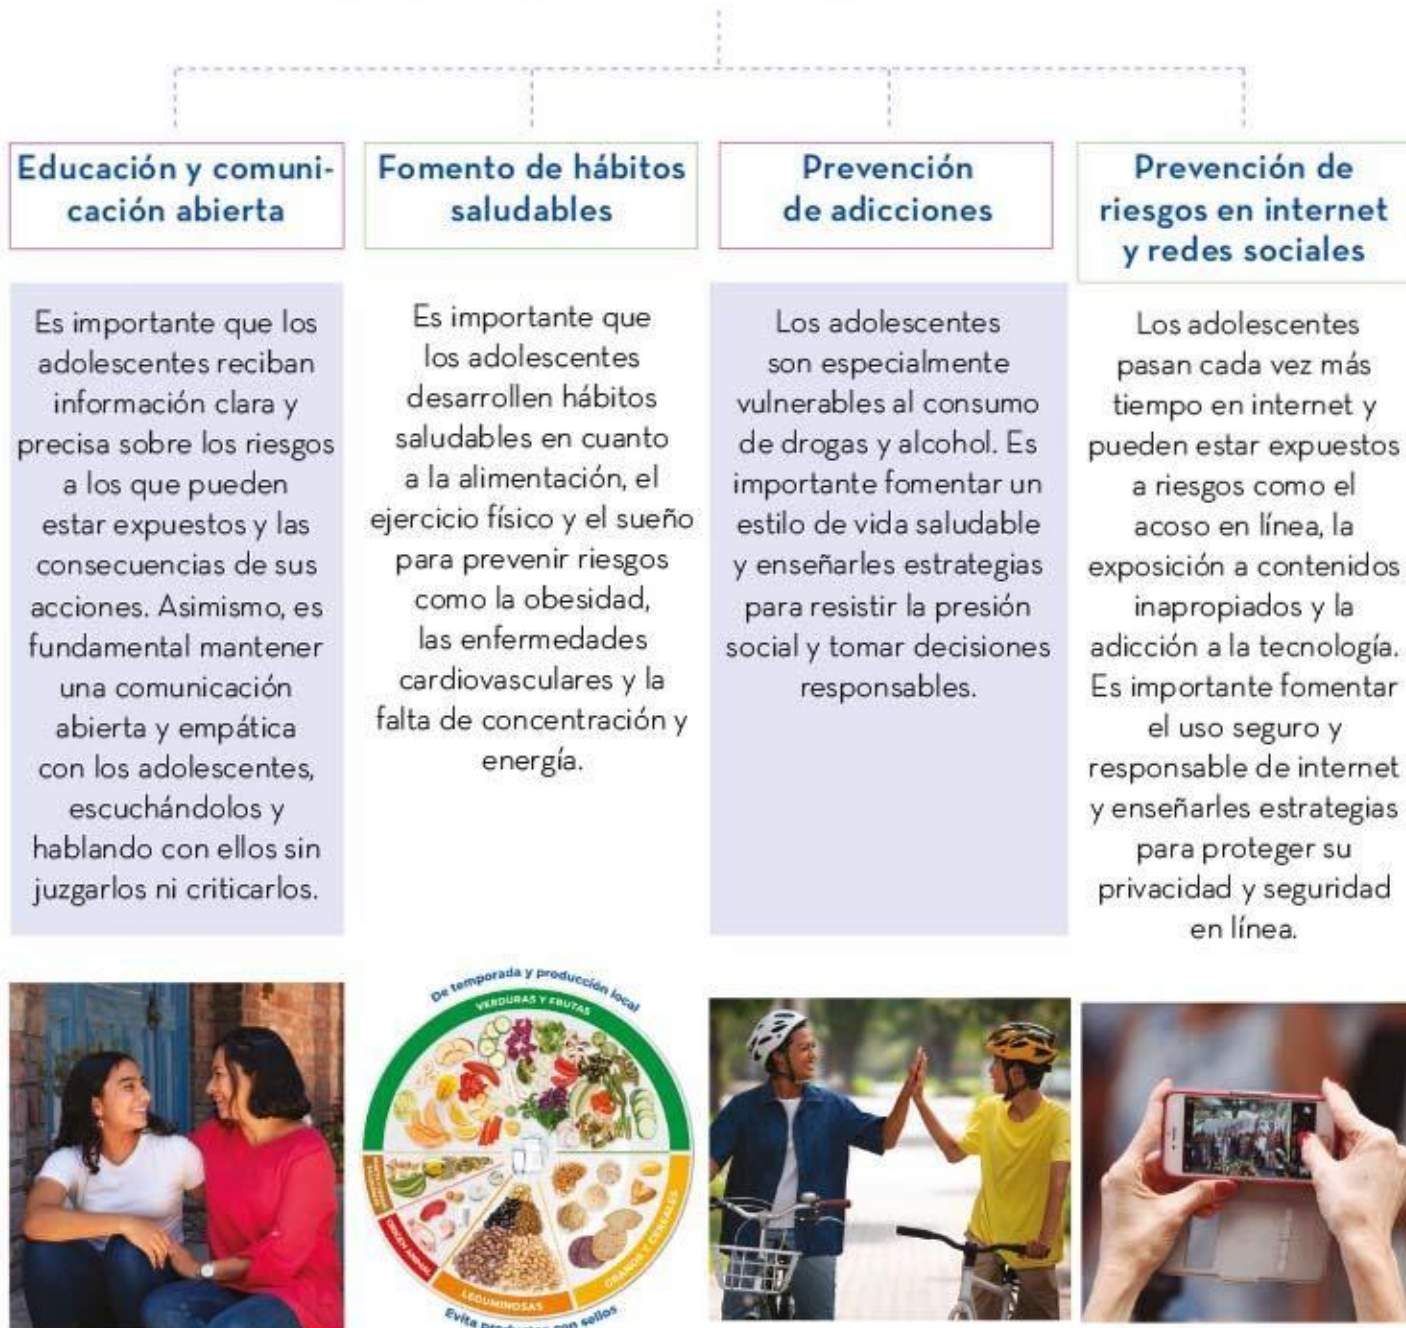 Educación y comuni-
cación abierta
Es importante que los
adolescentes reciban
información clara y
precisa sobre los riesgos
a los que pueden
estar expuestos y las
consecuencias de sus
acciones. Asimismo, es
fundamental mantener
una comunicación
abierta y empática
con los adolescentes,
escuchándolos y
hablando con ellos sin
juzgarlos ni criticarlos.
Fomento de hábitos
saludables
Es importante que
los adolescentes
desarrollen hábitos
saludables en cuanto
a la alimentación, el
ejercicio físico y el sueño
para prevenir riesgos
como la obesidad,
las enfermedades
cardiovasculares y la
falta de concentración y
energía.
Prevención
de adicciones
Los adolescentes
son especialmente
vulnerables al consumo
de drogas y alcohol. Es
importante fomentar un
estilo de vida saludable
y enseñarles estrategias
para resistir la presión
social y tomar decisiones
responsables.
Prevención de
riesgos en internet
y redes sociales
Los adolescentes
pasan cada vez más
tiempo en internet y
pueden estar expuestos
a riesgos como el
acoso en línea, la
exposición a contenidos
inapropiados y la
adicción a la tecnología.
Es importante fomentar
el uso seguro y
responsable de internet
y enseñarles estrategias
para proteger su
privacidad y seguridad
en línea.
De temporada y producción local
VERDURAS Y FRUTAS
ORIGEN ANIMAL
LEGUMINOSAS
GRANOS Y CEREALES
Evita productos con sellos